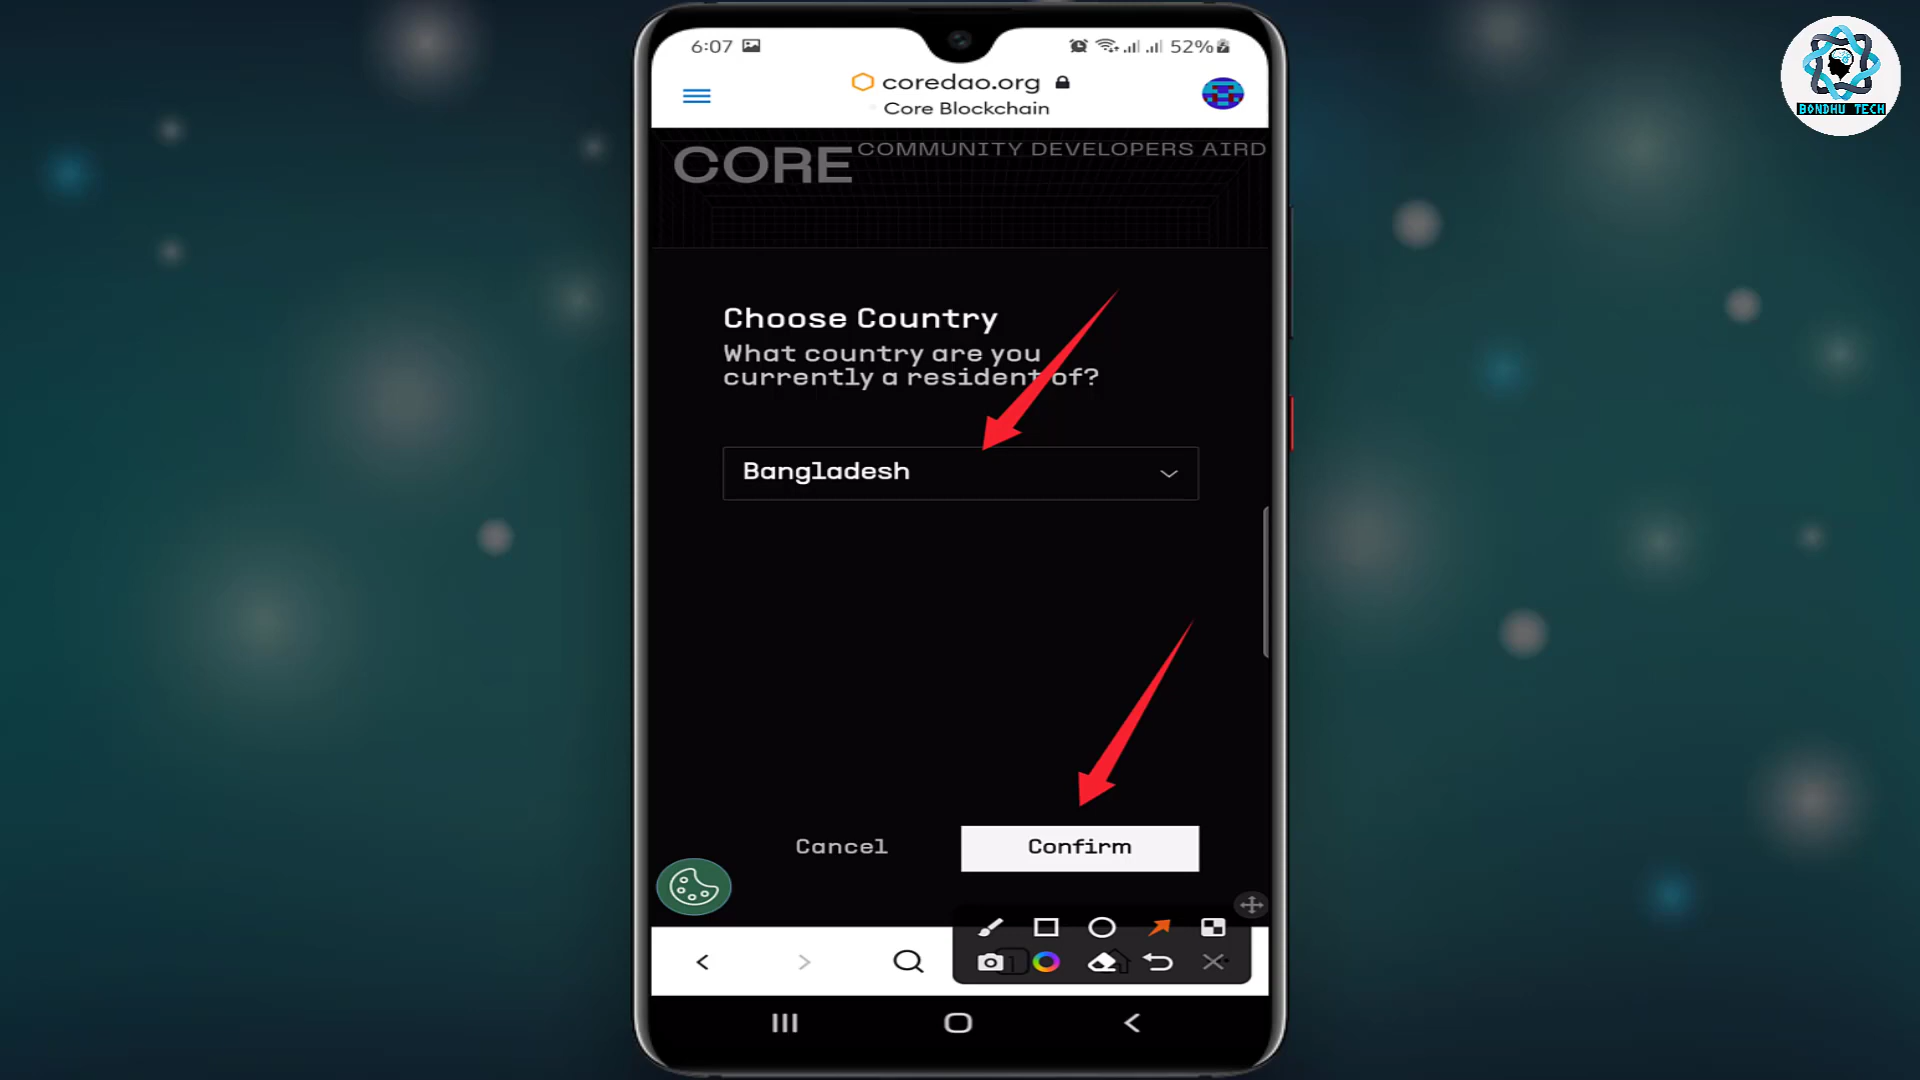 6:07
52%
coredao.org
Core Blockchain
BONDHU TECH
CORE
COMMUNITY DEVELOPERS AIRD
Choose Country
What country are you
currently a resident of?
Bangladesh
Cancel
Confirm